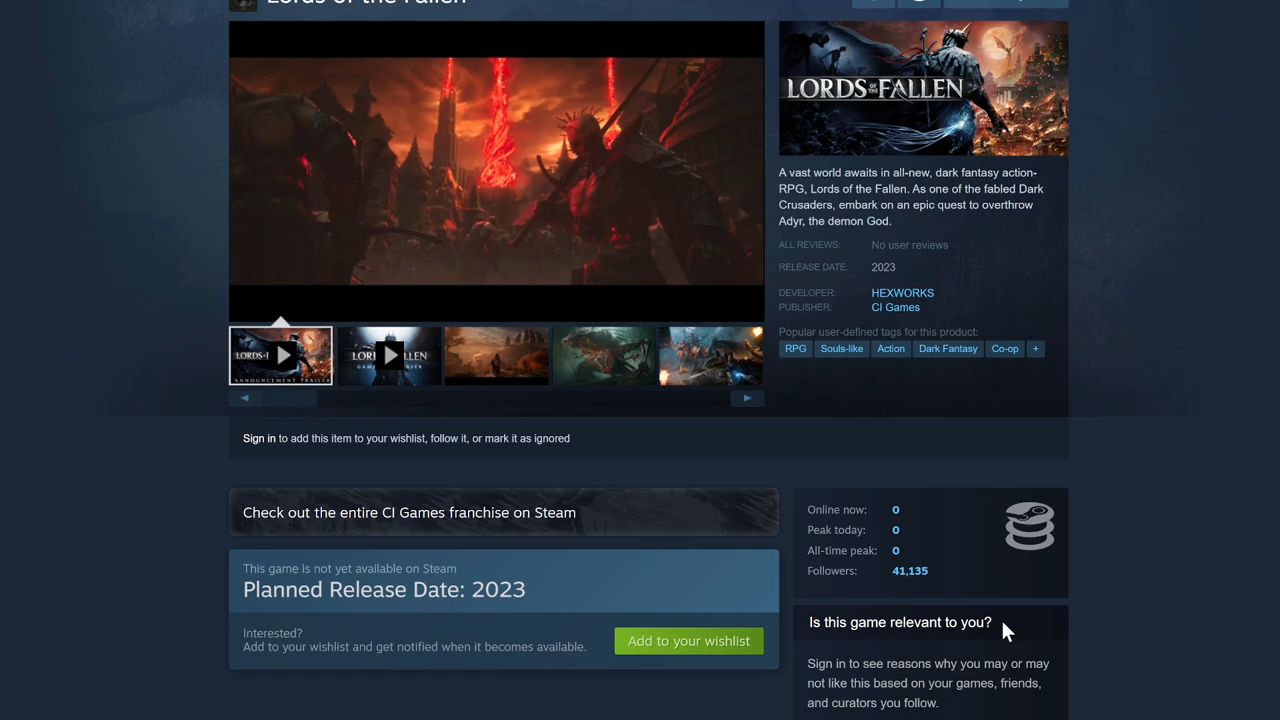 Lords of the Fallen
LORDS OF THE FALLEN
A vast world awaits in all-new, dark fantasy action-
RPG, Lords of the Fallen. As one of the fabled Dark
Crusaders, embark on an epic quest to overthrow
Adyr, the demon God.
ALL REVIEWS: No user reviews
RELEASE DATE: 2023
DEVELOPER: HEXWORKS
PUBLISHER: CI Games
Popular user-defined tags for this product:
RPG Souls-like Action Dark Fantasy Co-op +
ANNOUNCEMENT TRAILER
Sign in to add this item to your wishlist, follow it, or mark it as ignored
Check out the entire CI Games franchise on Steam
This game is not yet available on Steam
Planned Release Date: 2023
Interested?
Add to your wishlist and get notified when it becomes available.
Add to your wishlist
Online now: 0
Peak today: 0
All-time peak: 0
Followers: 41,135
Is this game relevant to you?
Sign in to see reasons why you may or may
not like this based on your games, friends,
and curators you follow.